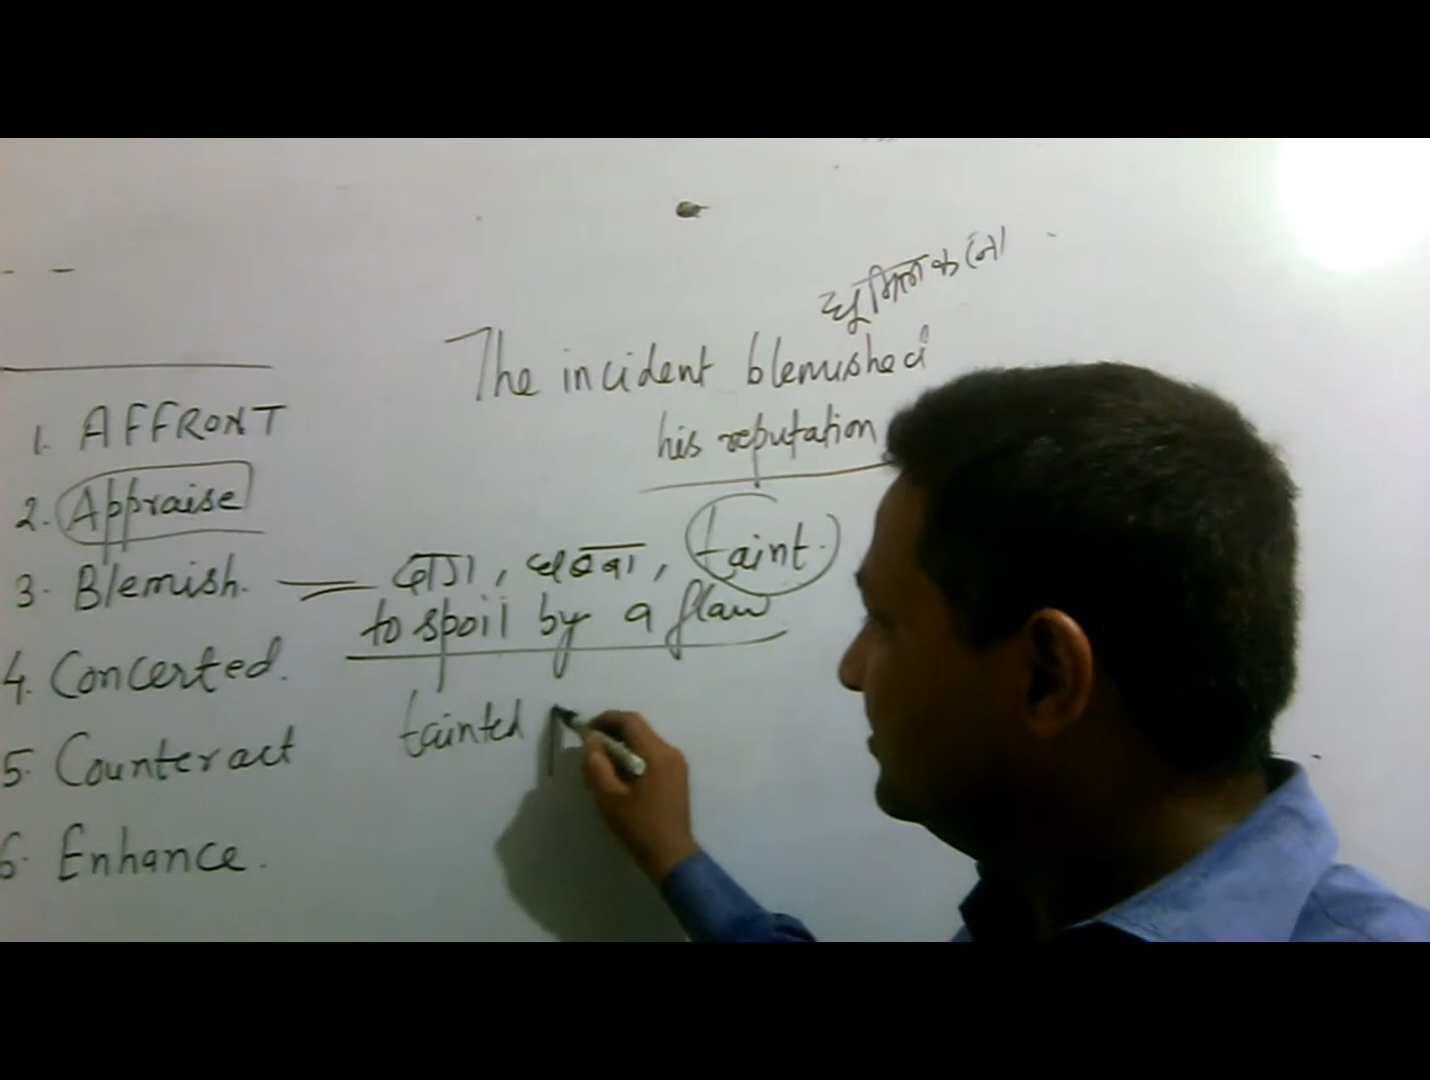 धूमिल करना
The incident blemished
his reputation
1. AFFRONT
2. Appraise
3. Blemish. = दाग, धब्बा, taint.
to spoil by a flaw
4. Concerted.
tainted
5. Counteract
6. Enhance.